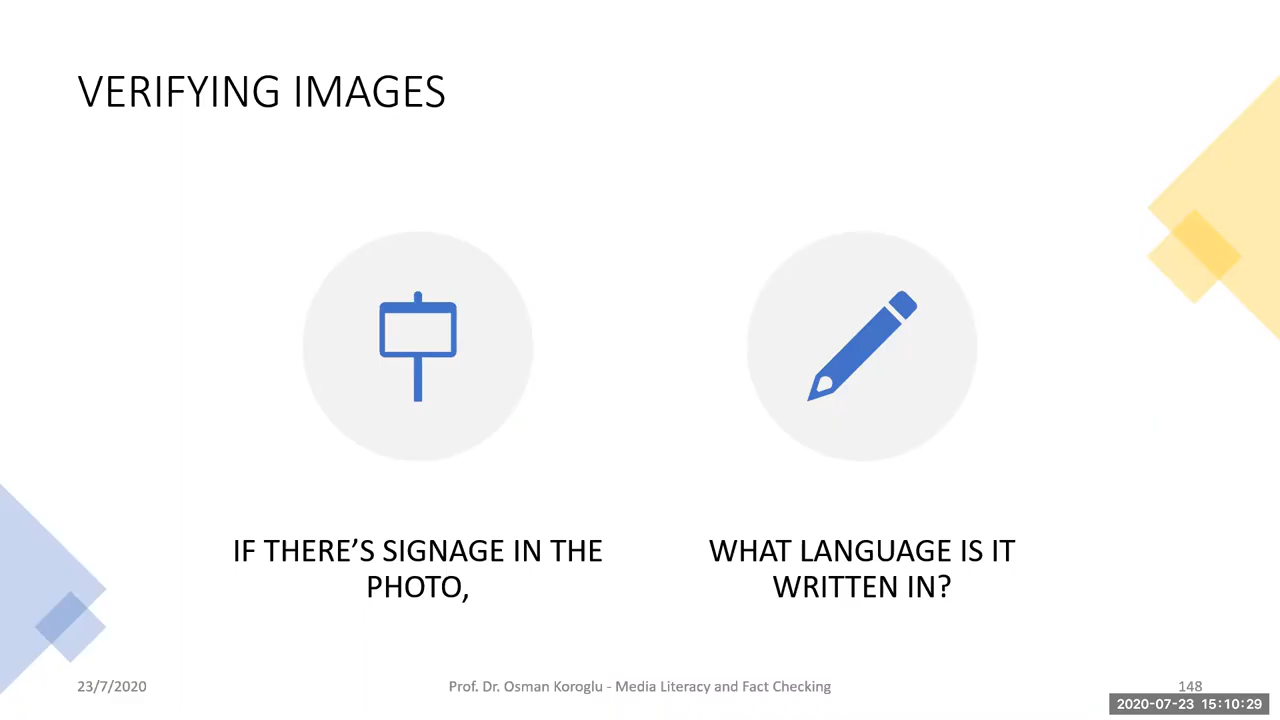 VERIFYING IMAGES
IF THERE’S SIGNAGE IN THE
PHOTO,
WHAT LANGUAGE IS IT
WRITTEN IN?
23/7/2020
Prof. Dr. Osman Koroglu - Media Literacy and Fact Checking
148
2020-07-23 15:10:29